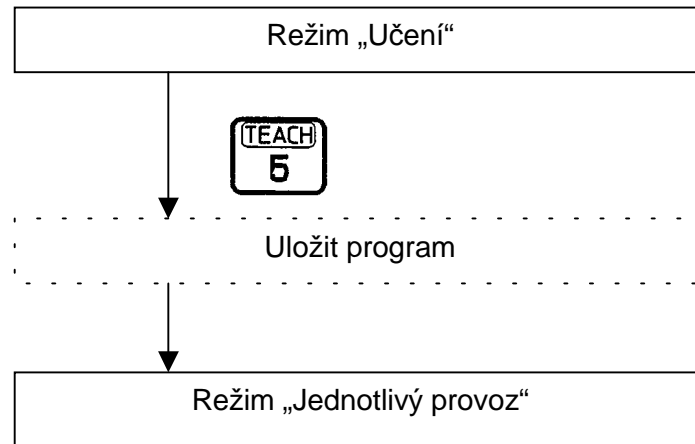 Režim „Učení“
TEACH
5
Uložit program
Režim „Jednotlivý provoz“